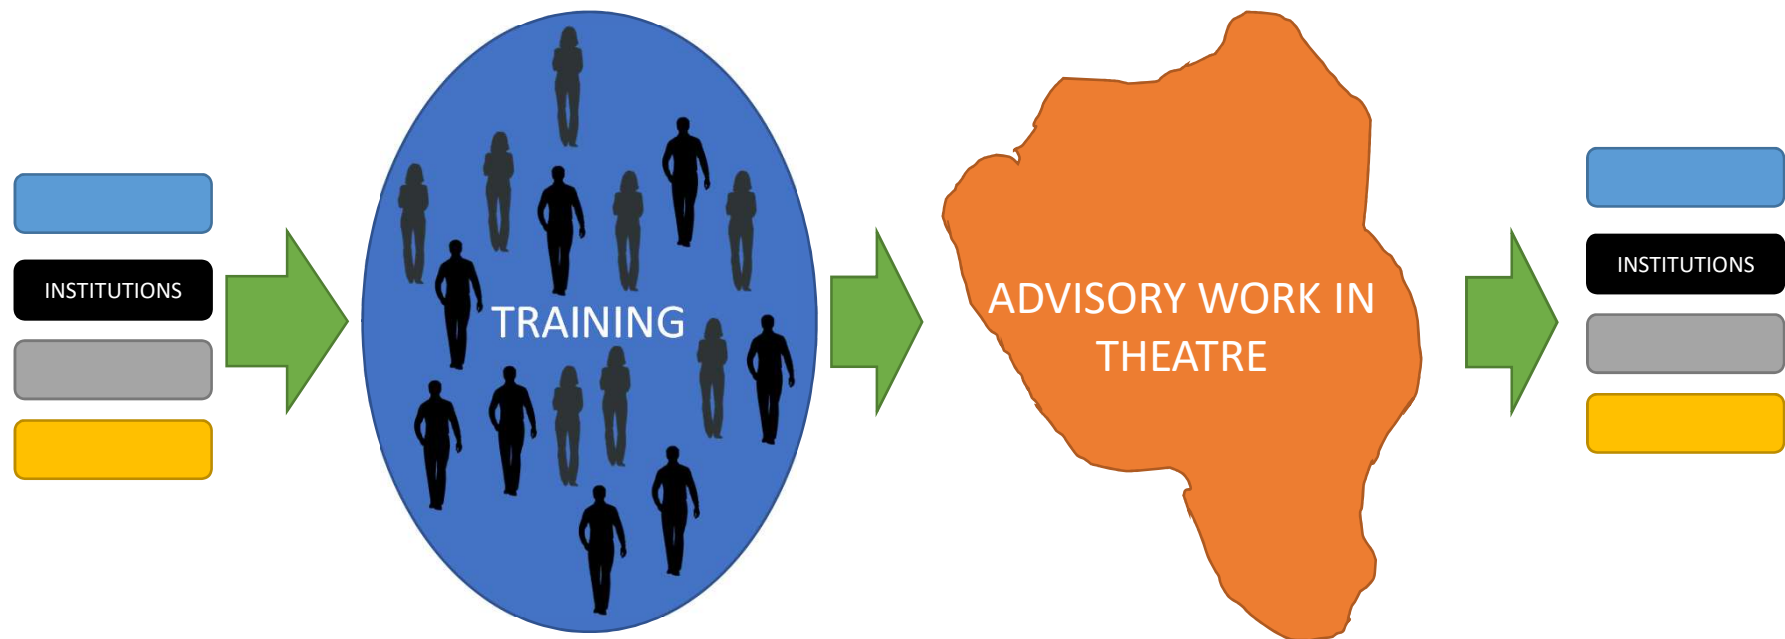 INSTITUTIONS
TRAINING
ADVISORY WORK IN
THEATRE
INSTITUTIONS